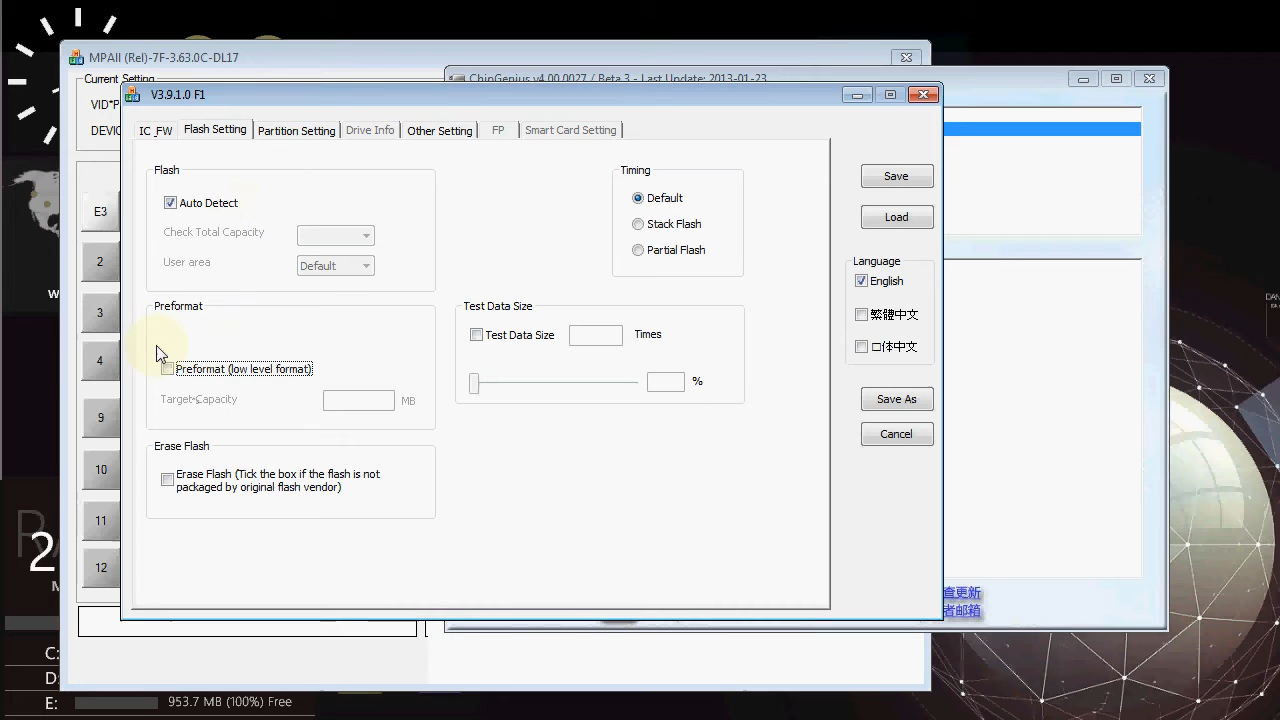 MPAll (Rel)-7F-3.63.0C-DL17
Current Setting
ChipGenius v4.00.0027 / Beta 3 - Last Update: 2013-01-23
V3.9.1.0 F1
IC_FW
Flash Setting
Partition Setting
Drive Info
Other Setting
FP
Smart Card Setting
VID*P
DEVIC
Flash
Auto Detect
Check Total Capacity
User area
Default
Timing
Default
Stack Flash
Partial Flash
Save
Load
Language
English
繁體中文
□体中文
Save As
Cancel
Preformat
Preformat (low level format)
Target-Capacity
MB
Test Data Size
Test Data Size
Times
%
Erase Flash
Erase Flash (Tick the box if the flash is not
packaged by original flash vendor)
E3
2
3
4
9
10
11
12
查更新
者邮箱
DAN
W
2
M
C:
D:
E:
953.7 MB (100%) Free